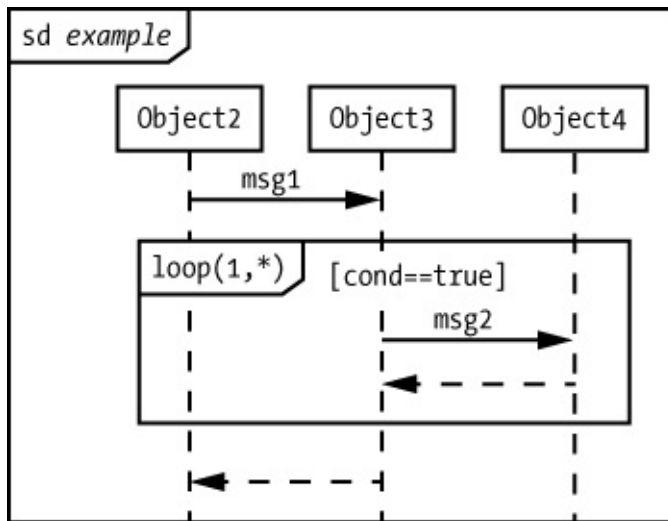 sd example
Object2
Object3
Object4
msg1
loop(1,*)
[cond==true]
msg2